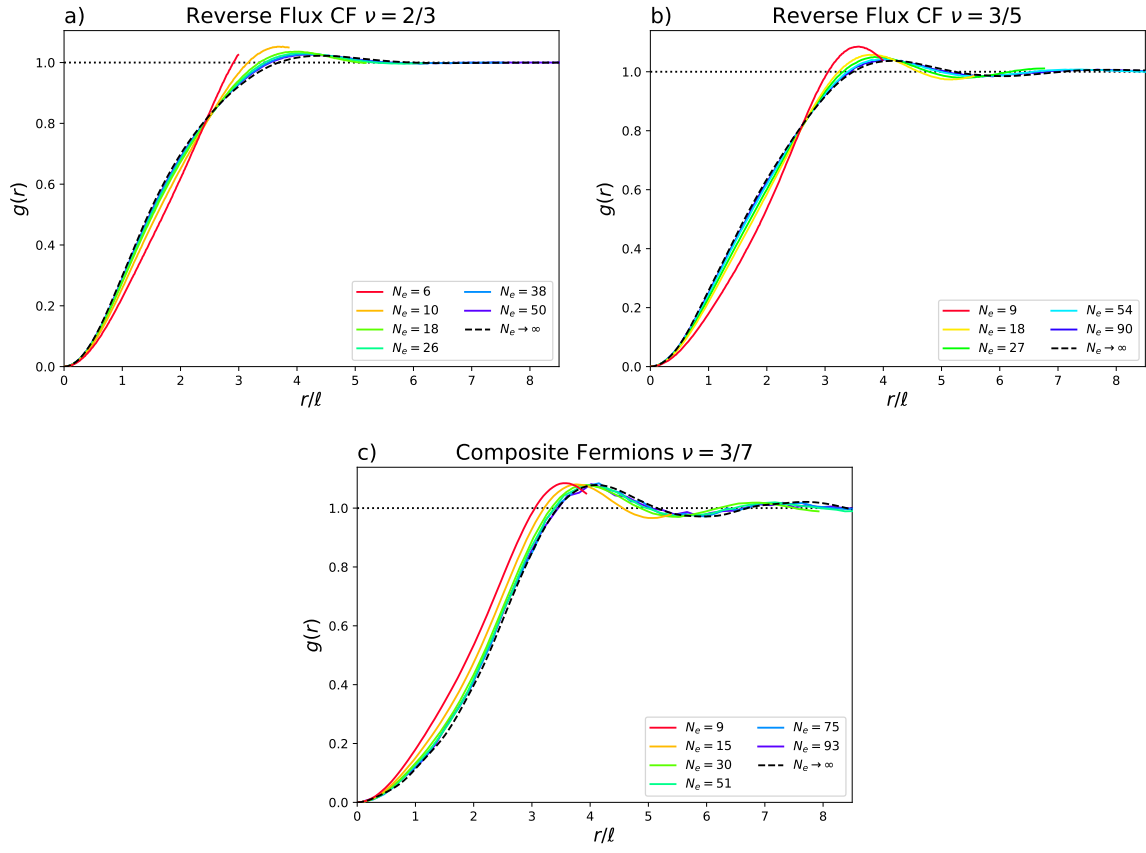 a) Reverse Flux CF ν = 2/3
g(r)
1.0
0.8
0.6
0.4
0.2
0.0
N_e = 6
N_e = 10
N_e = 18
N_e = 26
N_e = 38
N_e = 50
N_e → ∞
0 1 2 3 4 5 6 7 8
r/ℓ
b) Reverse Flux CF ν = 3/5
g(r)
1.0
0.8
0.6
0.4
0.2
0.0
N_e = 9
N_e = 18
N_e = 27
N_e = 54
N_e = 90
N_e → ∞
0 1 2 3 4 5 6 7 8
r/ℓ
c) Composite Fermions ν = 3/7
g(r)
1.0
0.8
0.6
0.4
0.2
0.0
N_e = 9
N_e = 15
N_e = 30
N_e = 51
N_e = 75
N_e = 93
N_e → ∞
0 1 2 3 4 5 6 7 8
r/ℓ